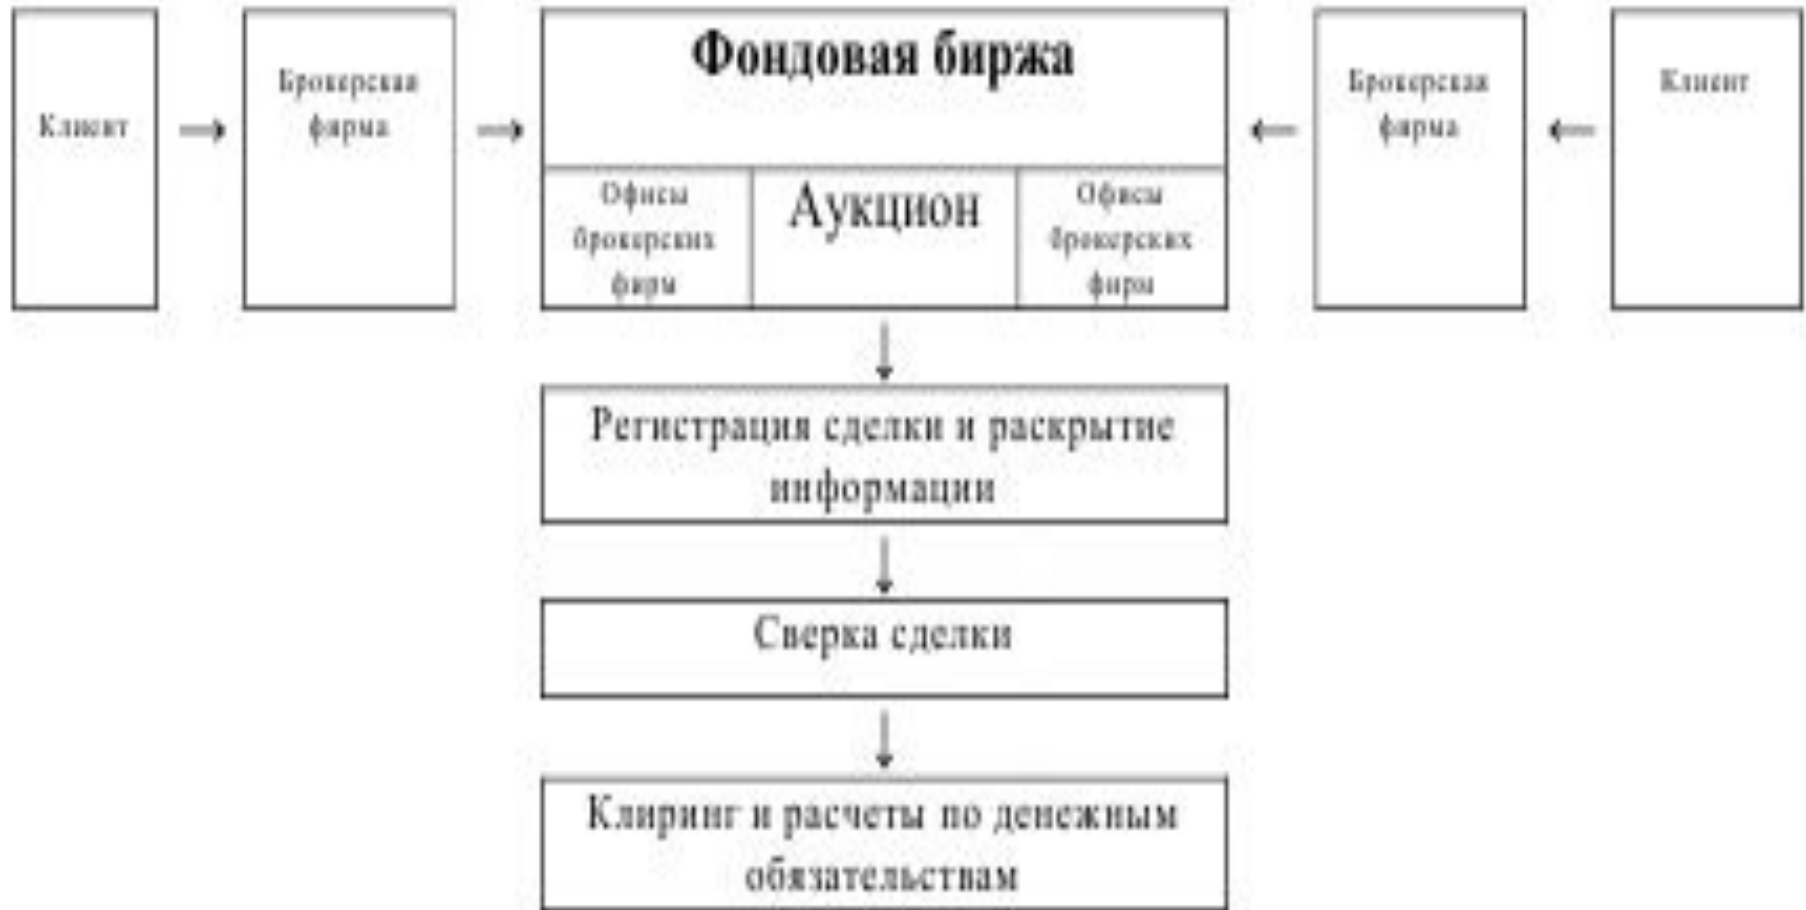 Клиент
Брокерская
фирма
Фондовая биржа
Офисы
брокерских
фирм
Аукцион
Офисы
брокерских
фирм
Брокерская
фирма
Клиент
Регистрация сделки и раскрытие
информации
Сверка сделки
Клиринг и расчеты по денежным
обязательствам